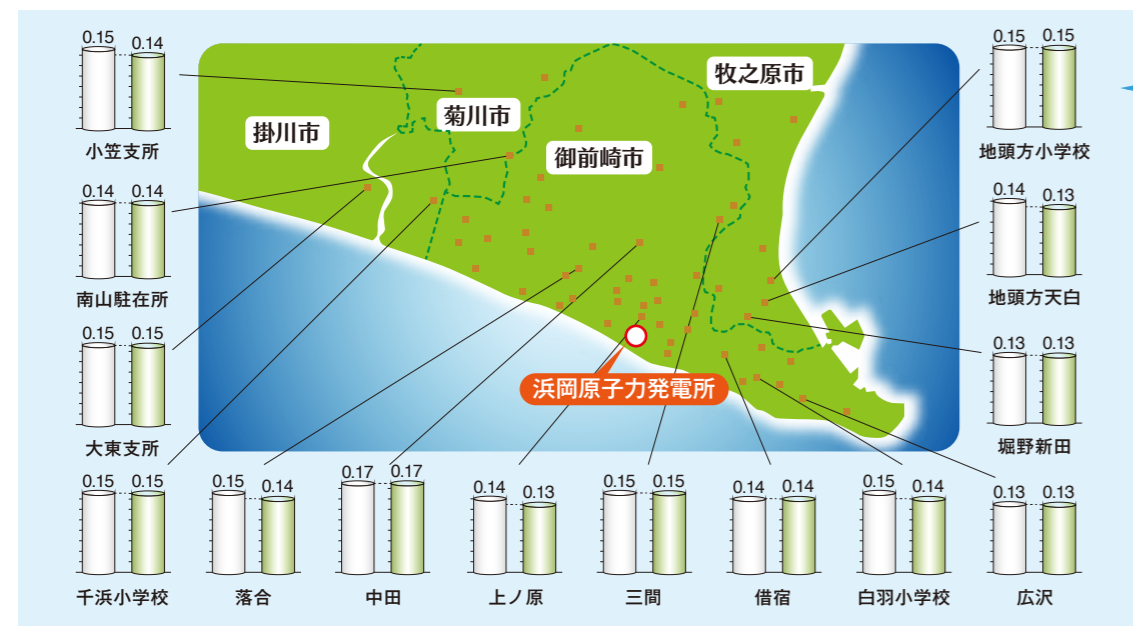 0.15 0.14
小笠支所
0.14 0.14
南山駐在所
0.15 0.15
大東支所
掛川市
菊川市
御前崎市
牧之原市
浜岡原子力発電所
0.15 0.15
地頭方小学校
0.14 0.13
地頭方天白
0.13 0.13
堀野新田
0.15 0.15
千浜小学校
0.15 0.14
落合
0.17 0.17
中田
0.14 0.13
上ノ原
0.15 0.15
三間
0.14 0.14
借宿
0.15 0.14
白羽小学校
0.13 0.13
広沢